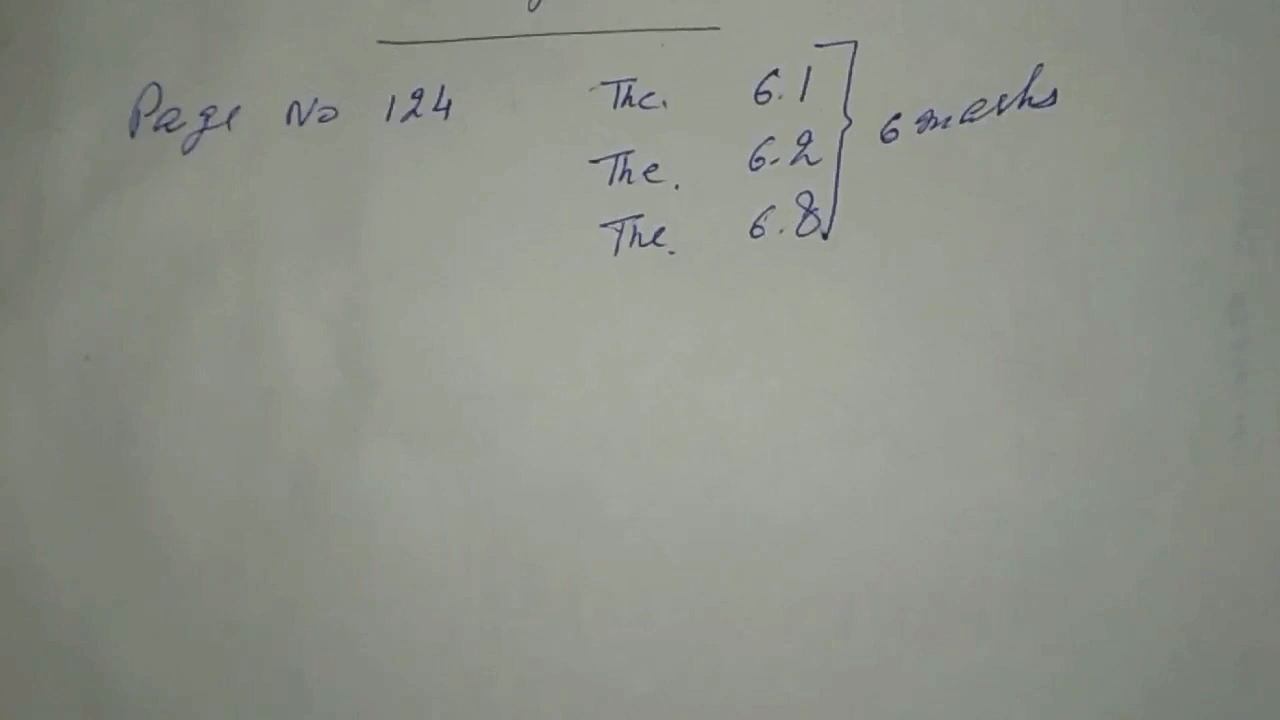 Page No 124 The. 6.1
The. 6.2 6 marks
The. 6.8